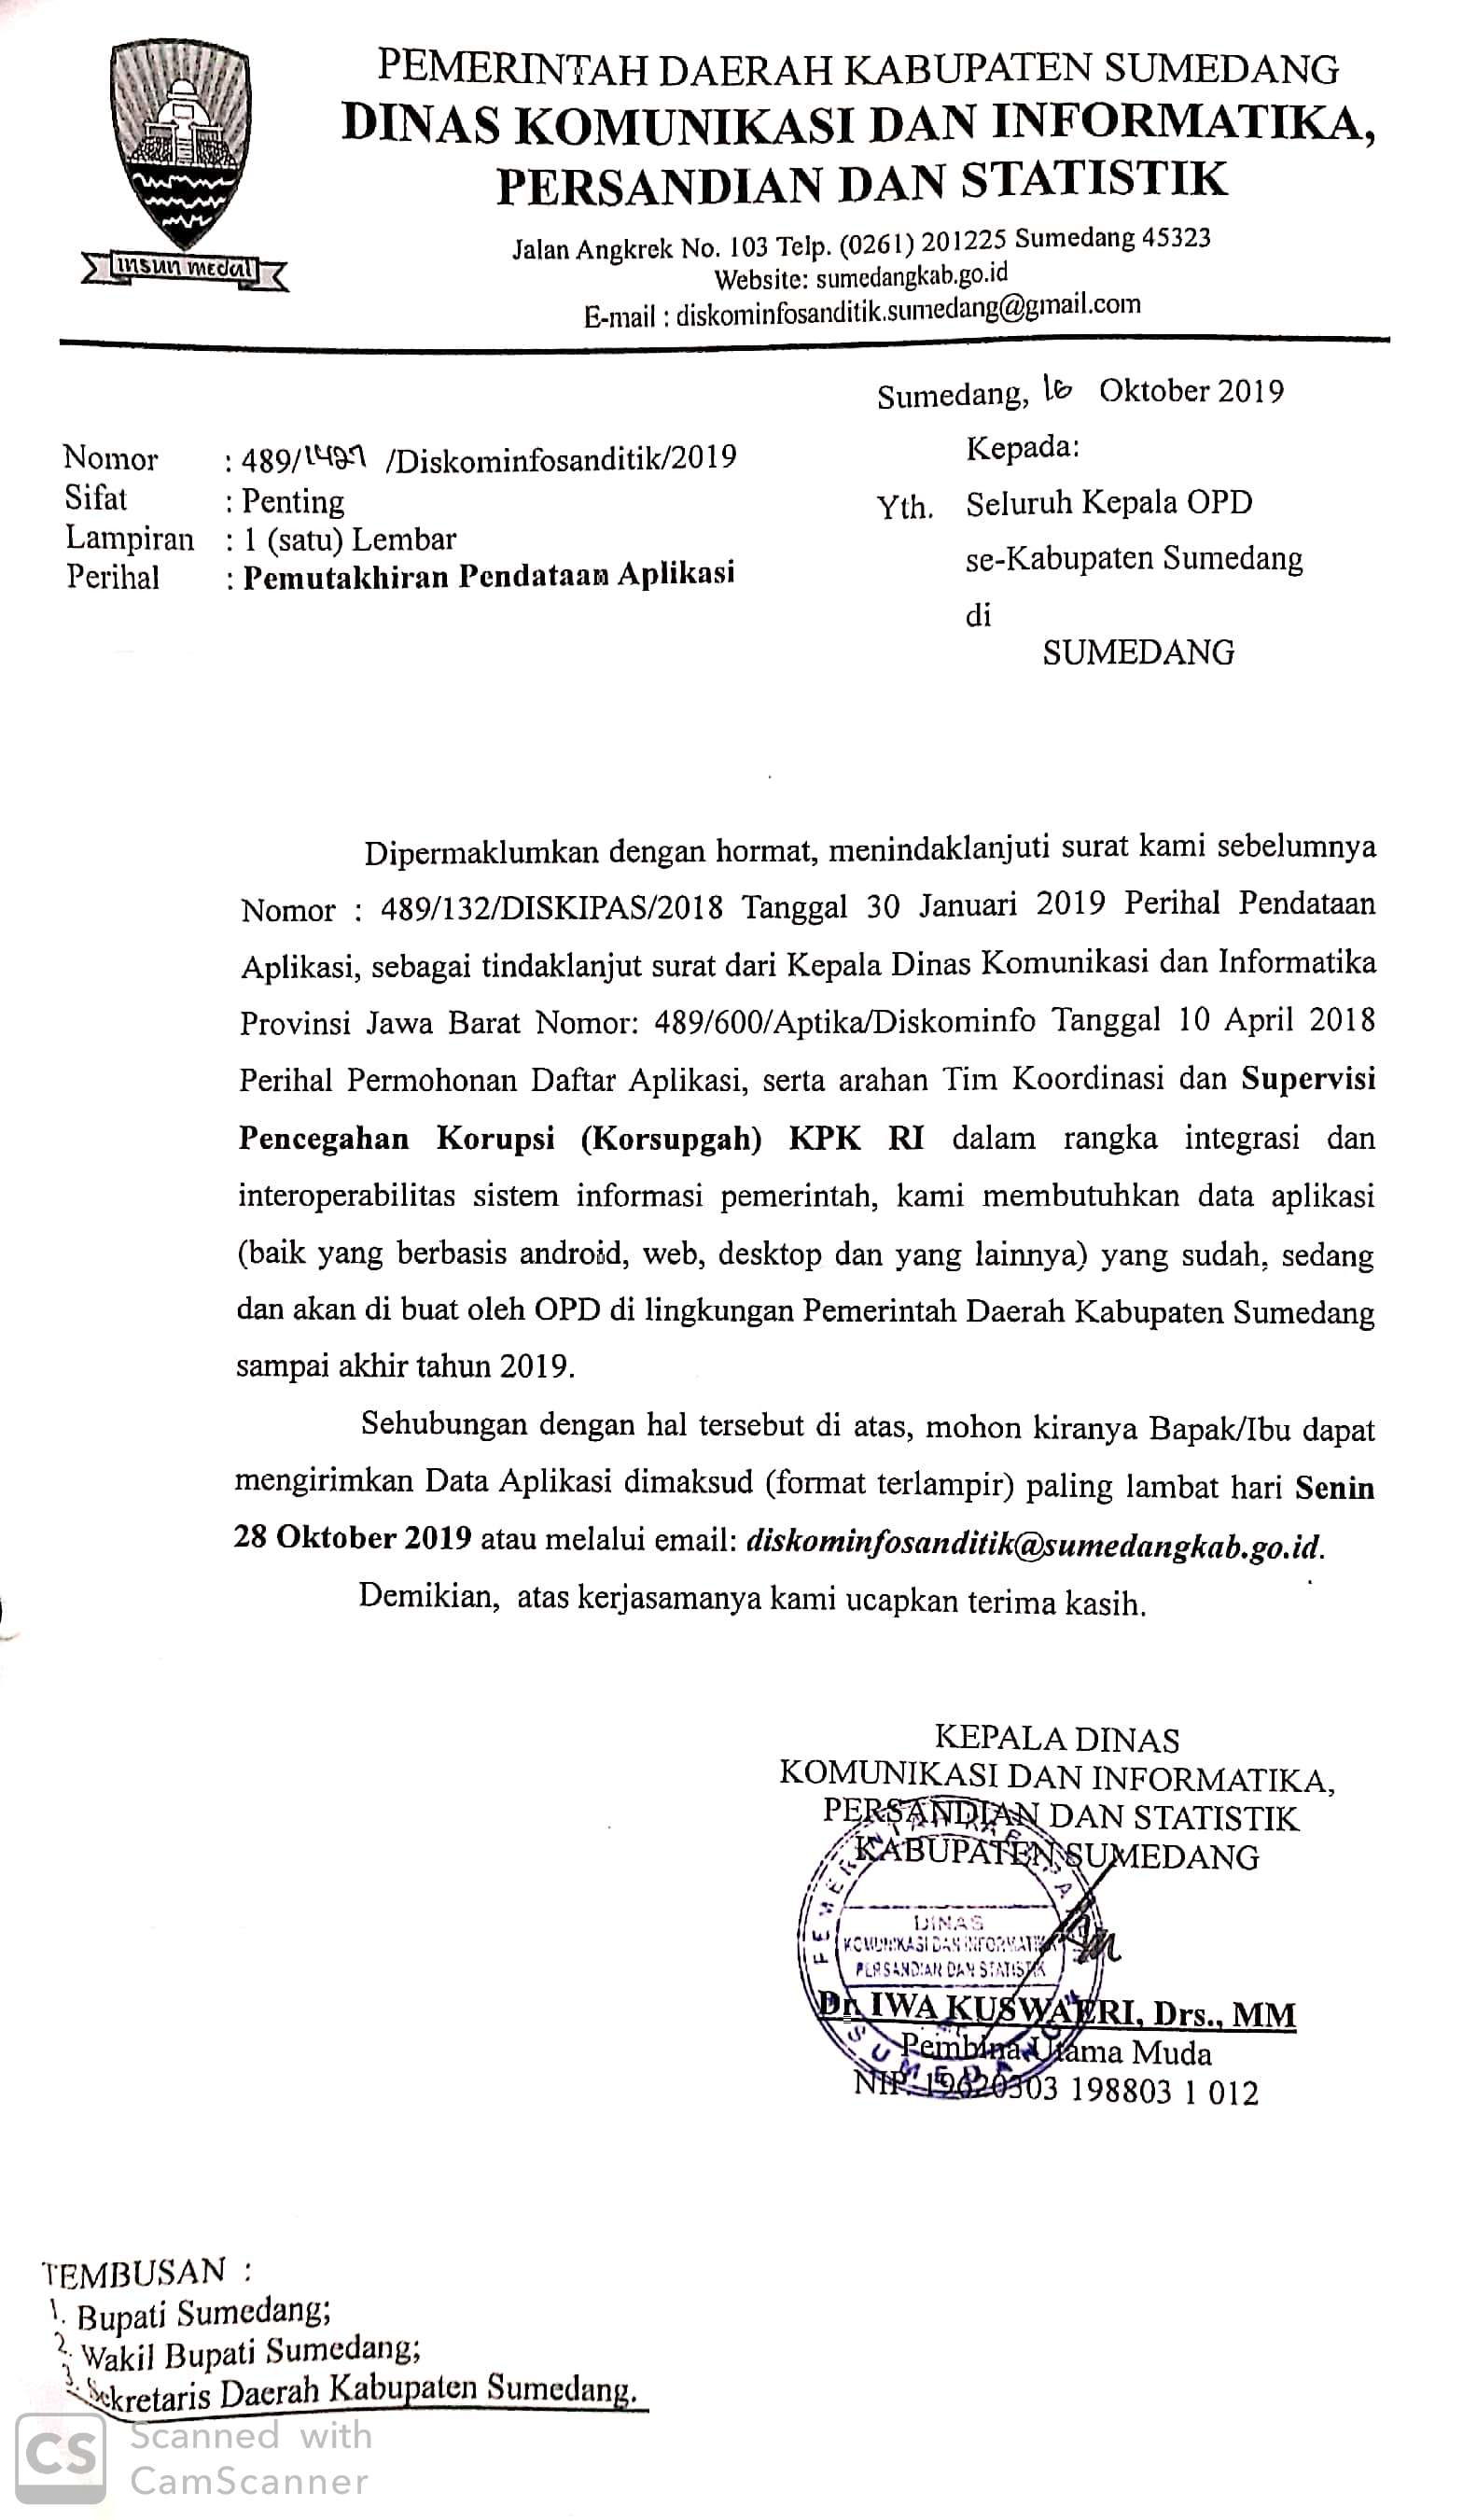 PEMERINTAH DAERAH KABUPATEN SUMEDANG
DINAS KOMUNIKASI DAN INFORMATIKA,
PERSANDIAN DAN STATISTIK
Jalan Angkrek No. 103 Telp. (0261) 201225 Sumedang 45323
Website: sumedangkab.go.id
E-mail : diskominfosanditik.sumedang@gmail.com
insun medal
Sumedang, 16 Oktober 2019
Nomor : 489/1427 /Diskominfosanditik/2019
Sifat : Penting
Lampiran : 1 (satu) Lembar
Perihal : Pemutakhiran Pendataan Aplikasi
Kepada:
Yth. Seluruh Kepala OPD
se-Kabupaten Sumedang
di
SUMEDANG
Dipermaklumkan dengan hormat, menindaklanjuti surat kami sebelumnya
Nomor : 489/132/DISKIPAS/2018 Tanggal 30 Januari 2019 Perihal Pendataan
Aplikasi, sebagai tindaklanjut surat dari Kepala Dinas Komunikasi dan Informatika
Provinsi Jawa Barat Nomor: 489/600/Aptika/Diskominfo Tanggal 10 April 2018
Perihal Permohonan Daftar Aplikasi, serta arahan Tim Koordinasi dan Supervisi
Pencegahan Korupsi (Korsupgah) KPK RI dalam rangka integrasi dan
interoperabilitas sistem informasi pemerintah, kami membutuhkan data aplikasi
(baik yang berbasis android, web, desktop dan yang lainnya) yang sudah, sedang
dan akan di buat oleh OPD di lingkungan Pemerintah Daerah Kabupaten Sumedang
sampai akhir tahun 2019.
Sehubungan dengan hal tersebut di atas, mohon kiranya Bapak/Ibu dapat
mengirimkan Data Aplikasi dimaksud (format terlampir) paling lambat hari Senin
28 Oktober 2019 atau melalui email: diskominfosanditik@sumedangkab.go.id.
Demikian, atas kerjasamanya kami ucapkan terima kasih.
KEPALA DINAS
KOMUNIKASI DAN INFORMATIKA,
PERSANDIAN DAN STATISTIK
KABUPATEN SUMEDANG
DINAS
KOMUNIKASI DAN INFORMATIKA
PERSANDIAN DAN STATISTIK
SUMEDANG
Dr. IWA KUSWAERI, Drs., MM
Pembina Utama Muda
NIP. 19620303 198803 1 012
TEMBUSAN :
1. Bupati Sumedang;
2. Wakil Bupati Sumedang;
3. Sekretaris Daerah Kabupaten Sumedang.
CS Scanned with
CamScanner